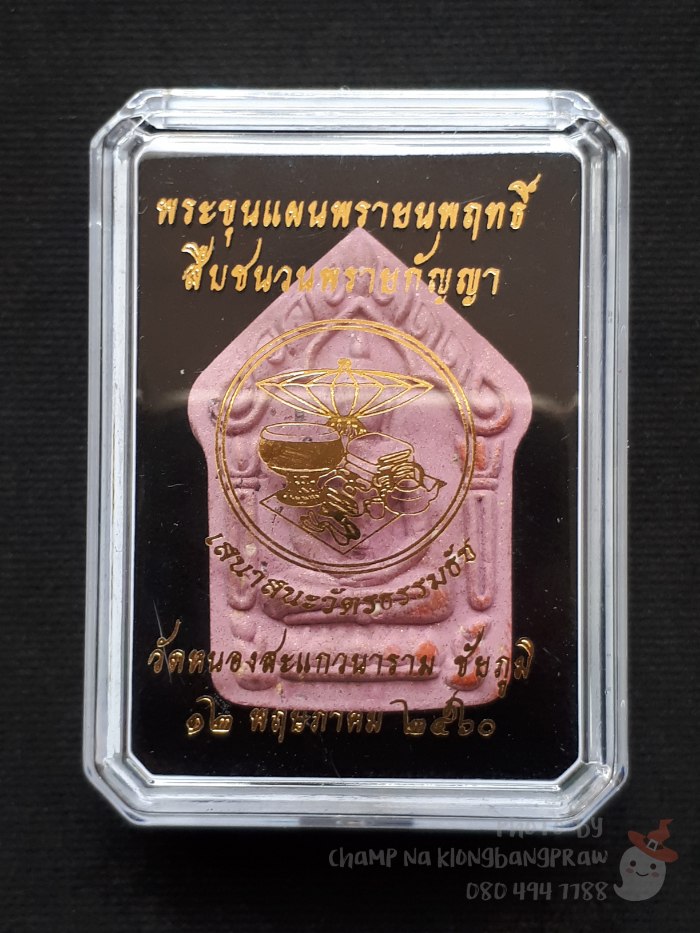 พระขุนแผนพรายนพฤทธิ์
สืบชนวนพรายกัญญา
เสนาสนะวัตรธรรมธัช
วัดหนองสะแกวนาราม ชัยภูมิ
๑๒ พฤษภาคม ๒๕๖๐
PHOTO BY
CHAMP NA KLONGBANGPRAW
080 494 7788